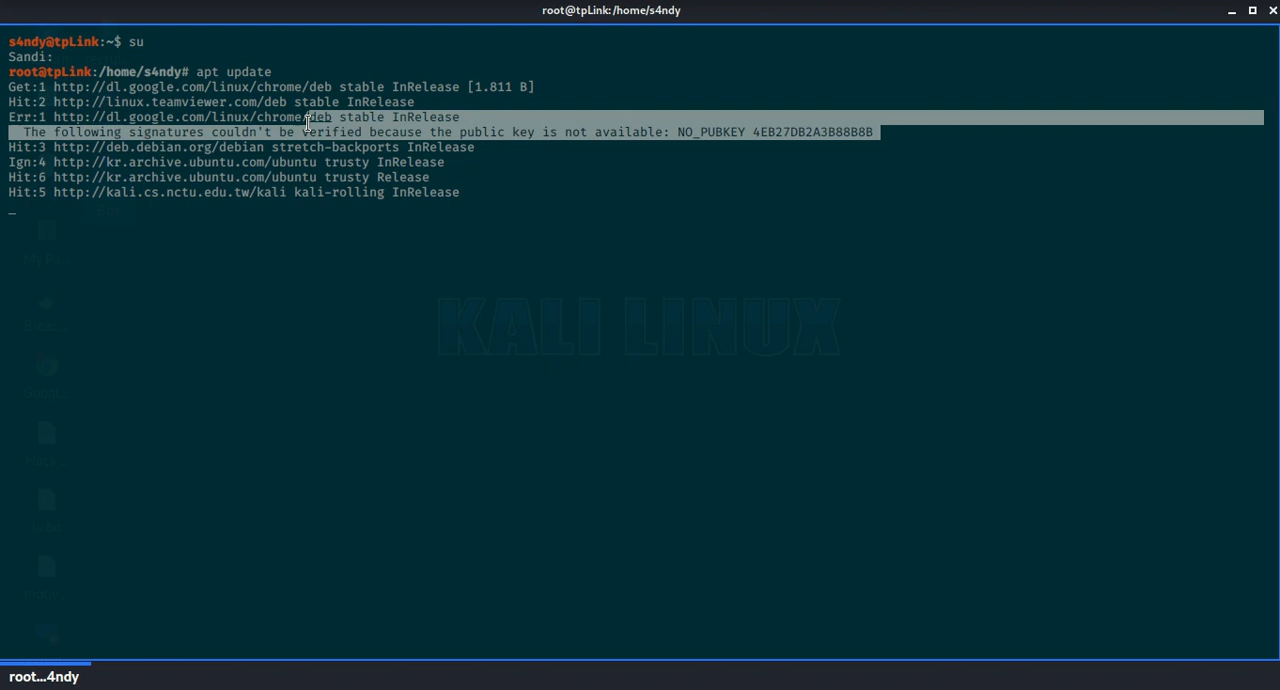 root@tpLink:/home/s4ndy
s4ndy@tpLink:~$ su
Sandi:
root@tpLink:/home/s4ndy# apt update
Get:1 http://dl.google.com/linux/chrome/deb stable InRelease [1.811 B]
Hit:2 http://linux.teamviewer.com/deb stable InRelease
Err:1 http://dl.google.com/linux/chrome/deb stable InRelease
The following signatures couldn't be verified because the public key is not available: NO_PUBKEY 4EB27DB2A3B88B8B
Hit:3 http://deb.debian.org/debian stretch-backports InRelease
Ign:4 http://kr.archive.ubuntu.com/ubuntu trusty InRelease
Hit:6 http://kr.archive.ubuntu.com/ubuntu trusty Release
Hit:5 http://kali.cs.nctu.edu.tw/kali kali-rolling InRelease
KALI LINUX
root...4ndy